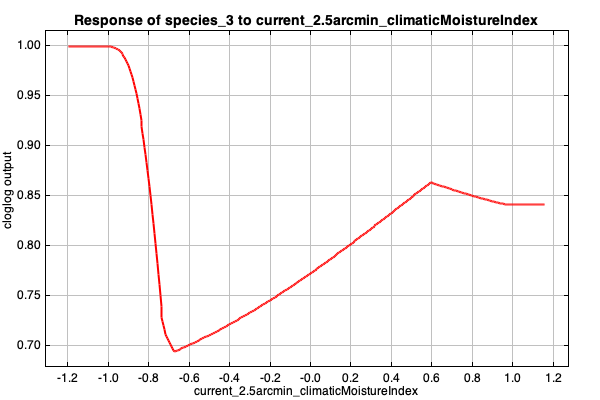 Response of species_3 to current_2.5arcmin_climaticMoistureIndex
1.00
0.95
0.90
0.85
0.80
0.75
0.70
cloglog output
-1.2 -1.0 -0.8 -0.6 -0.4 -0.2 -0.0 0.2 0.4 0.6 0.8 1.0 1.2
current_2.5arcmin_climaticMoistureIndex